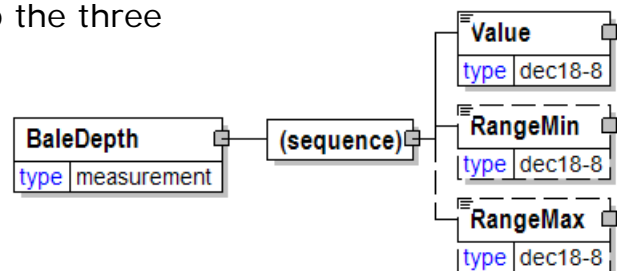 the three
Value
type dec18-8
RangeMin
type dec18-8
BaleDepth
type measurement
(sequence)
RangeMax
type dec18-8